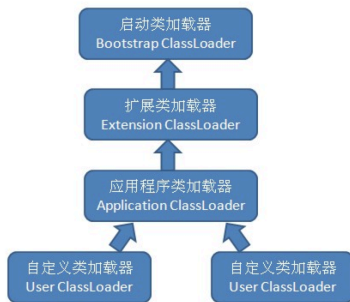 启动类加载器
Bootstrap ClassLoader
扩展类加载器
Extension ClassLoader
应用程序类加载器
Application ClassLoader
自定义类加载器
User ClassLoader
自定义类加载器
User ClassLoader